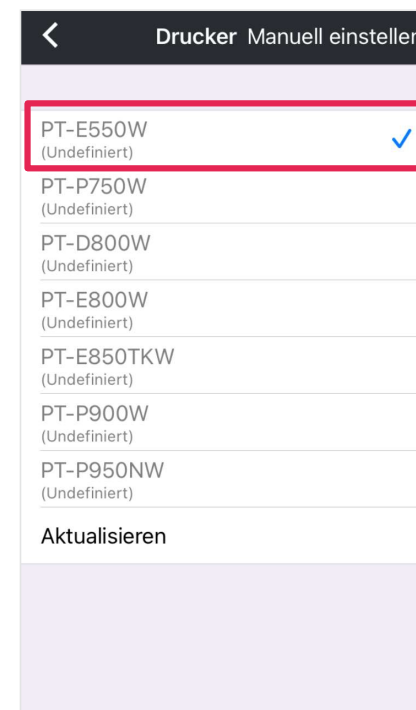 Drucker Manuell einstellen
PT-E550W
(Undefiniert)
PT-P750W
(Undefiniert)
PT-D800W
(Undefiniert)
PT-E800W
(Undefiniert)
PT-E850TKW
(Undefiniert)
PT-P900W
(Undefiniert)
PT-P950NW
(Undefiniert)
Aktualisieren